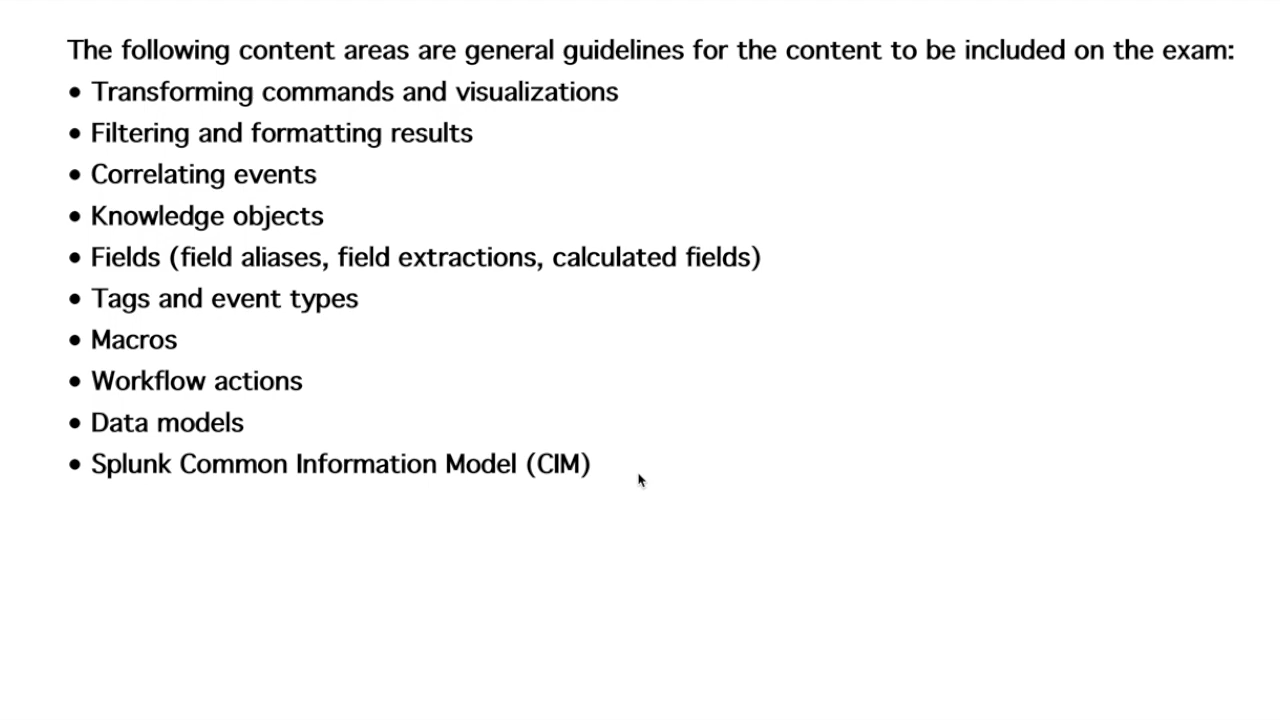 The following content areas are general guidelines for the content to be included on the exam:
• Transforming commands and visualizations
• Filtering and formatting results
• Correlating events
• Knowledge objects
• Fields (field aliases, field extractions, calculated fields)
• Tags and event types
• Macros
• Workflow actions
• Data models
• Splunk Common Information Model (CIM)